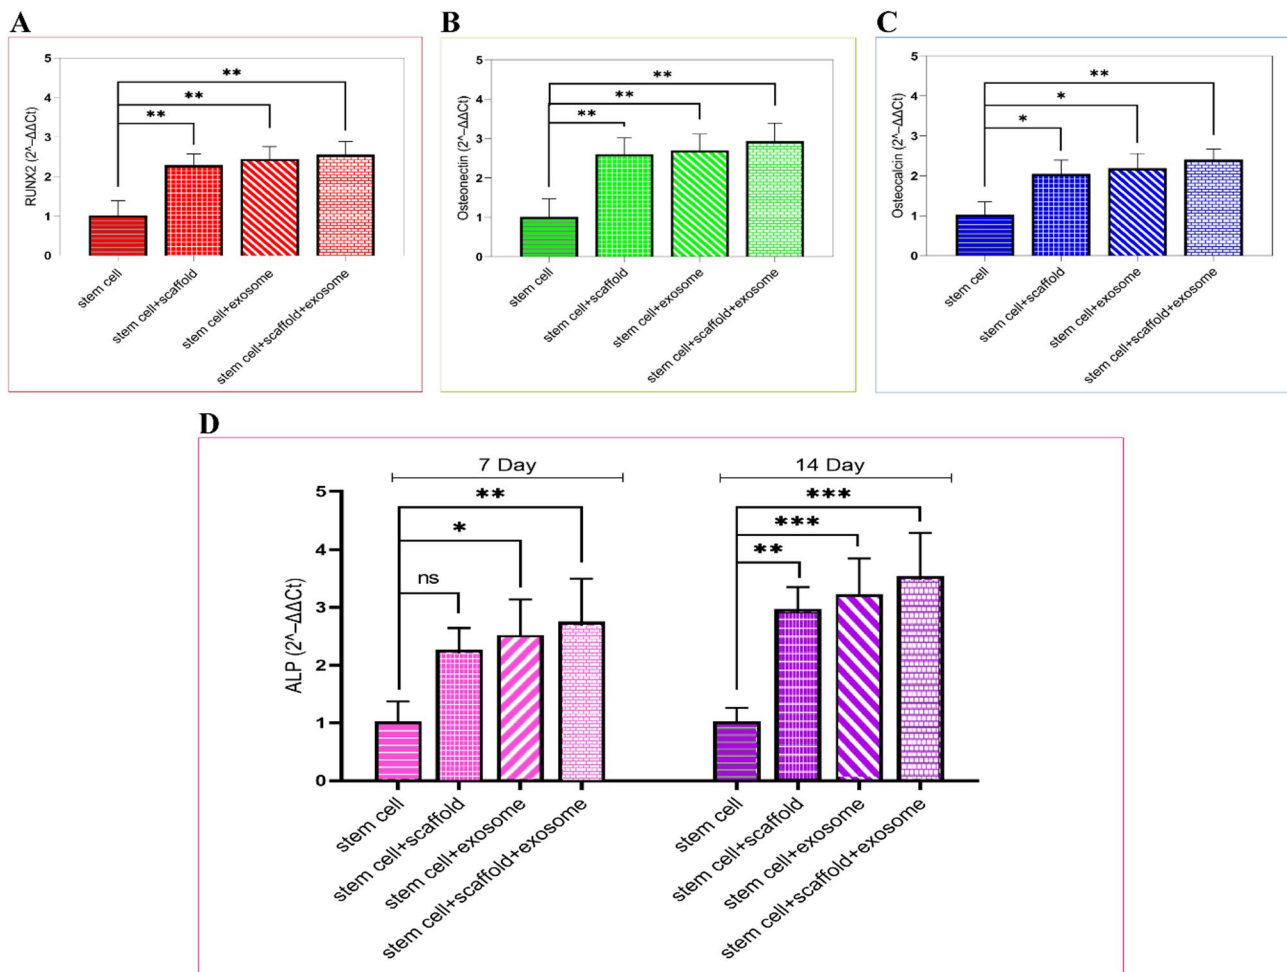 A
RUNX2 (2^–ΔΔCt)
5
4
3
2
1
0
**
**
**
stem cell
stem cell+scaffold
stem cell+exosome
stem cell+scaffold+exosome
B
Osteonectin (2^–ΔΔCt)
5
4
3
2
1
0
**
**
**
stem cell
stem cell+scaffold
stem cell+exosome
stem cell+scaffold+exosome
C
Osteocalcin (2^–ΔΔCt)
5
4
3
2
1
0
**
*
*
stem cell
stem cell+scaffold
stem cell+exosome
stem cell+scaffold+exosome
D
7 Day
14 Day
ALP (2^–ΔΔCt)
5
4
3
2
1
0
**
*
ns
***
***
**
stem cell
stem cell+scaffold
stem cell+exosome
stem cell+scaffold+exosome
stem cell
stem cell+scaffold
stem cell+exosome
stem cell+scaffold+exosome